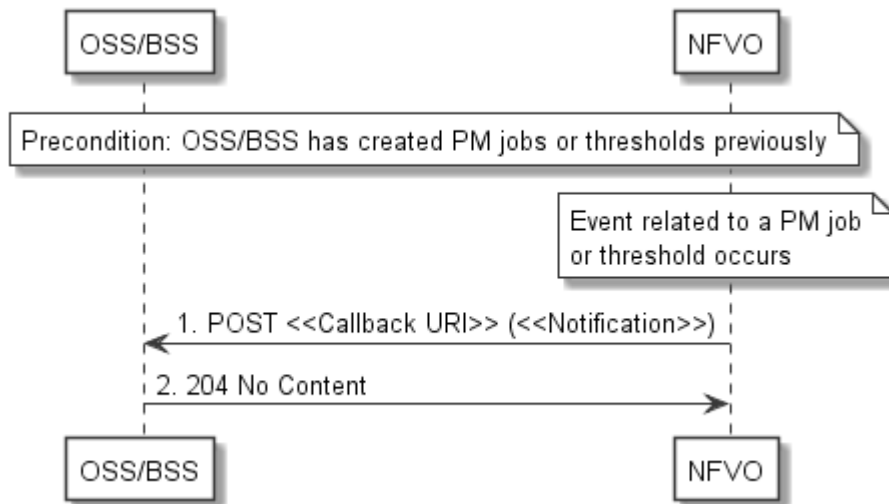 OSS/BSS
NFVO
Precondition: OSS/BSS has created PM jobs or thresholds previously
Event related to a PM job
or threshold occurs
1. POST <<Callback URI>> (<<Notification>>)
2. 204 No Content
OSS/BSS
NFVO